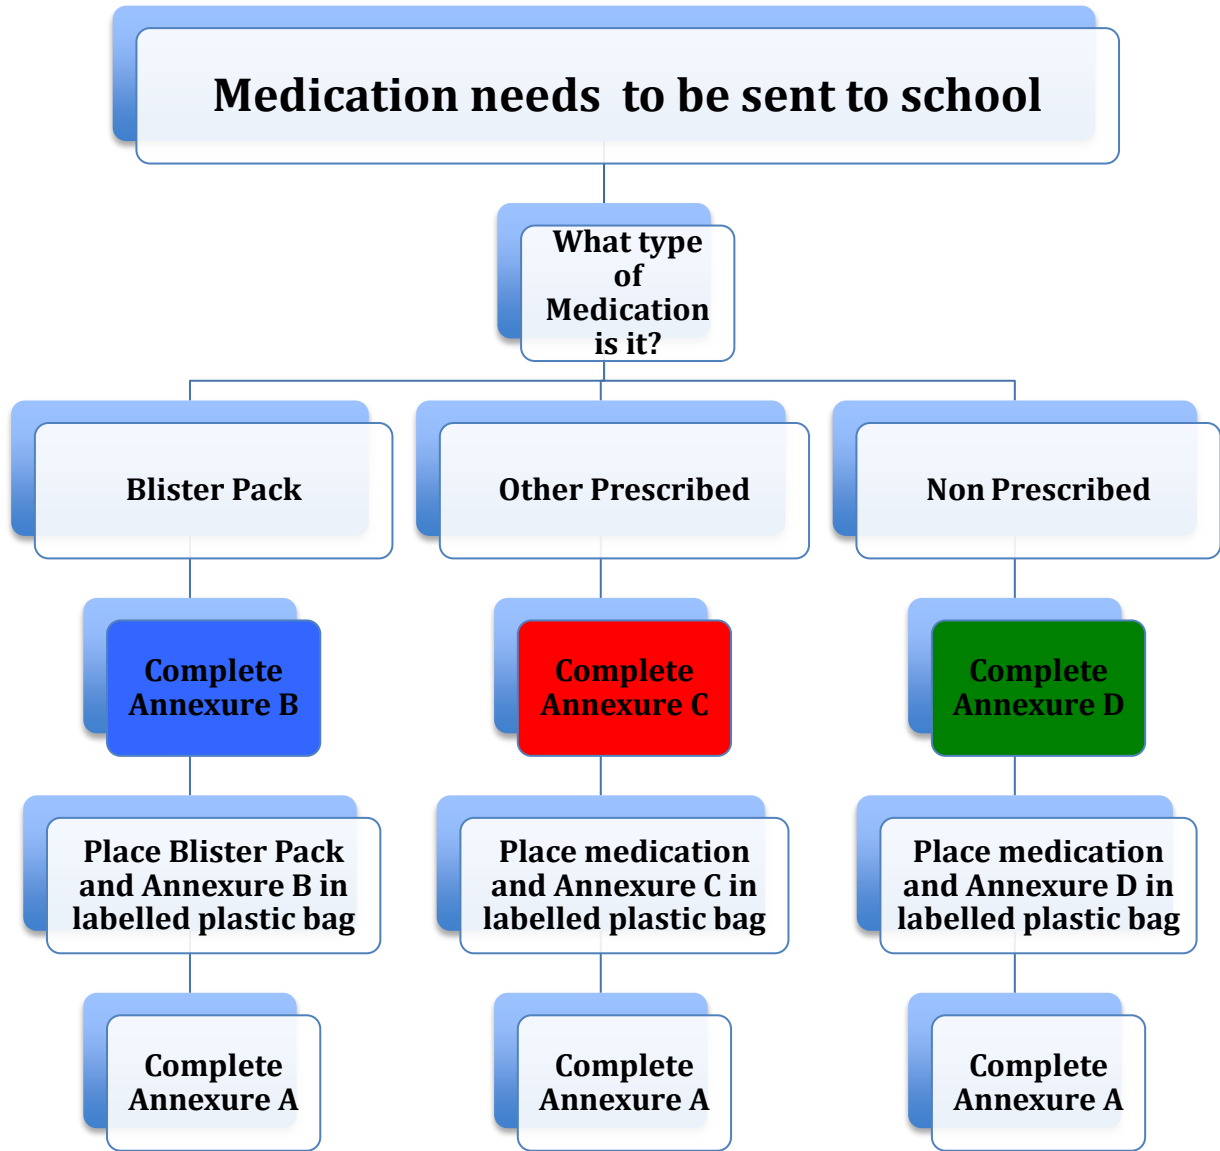 Medication needs  to be sent to school
What type
of
Medication
is it?
Blister Pack
Other Prescribed
Non Prescribed
Complete
Annexure B
Complete
Annexure C
Complete
Annexure D
Place Blister Pack
and Annexure B in
labelled plastic bag
Place medication
and Annexure C in
labelled plastic bag
Place medication
and Annexure D in
labelled plastic bag
Complete
Annexure A
Complete
Annexure A
Complete
Annexure A